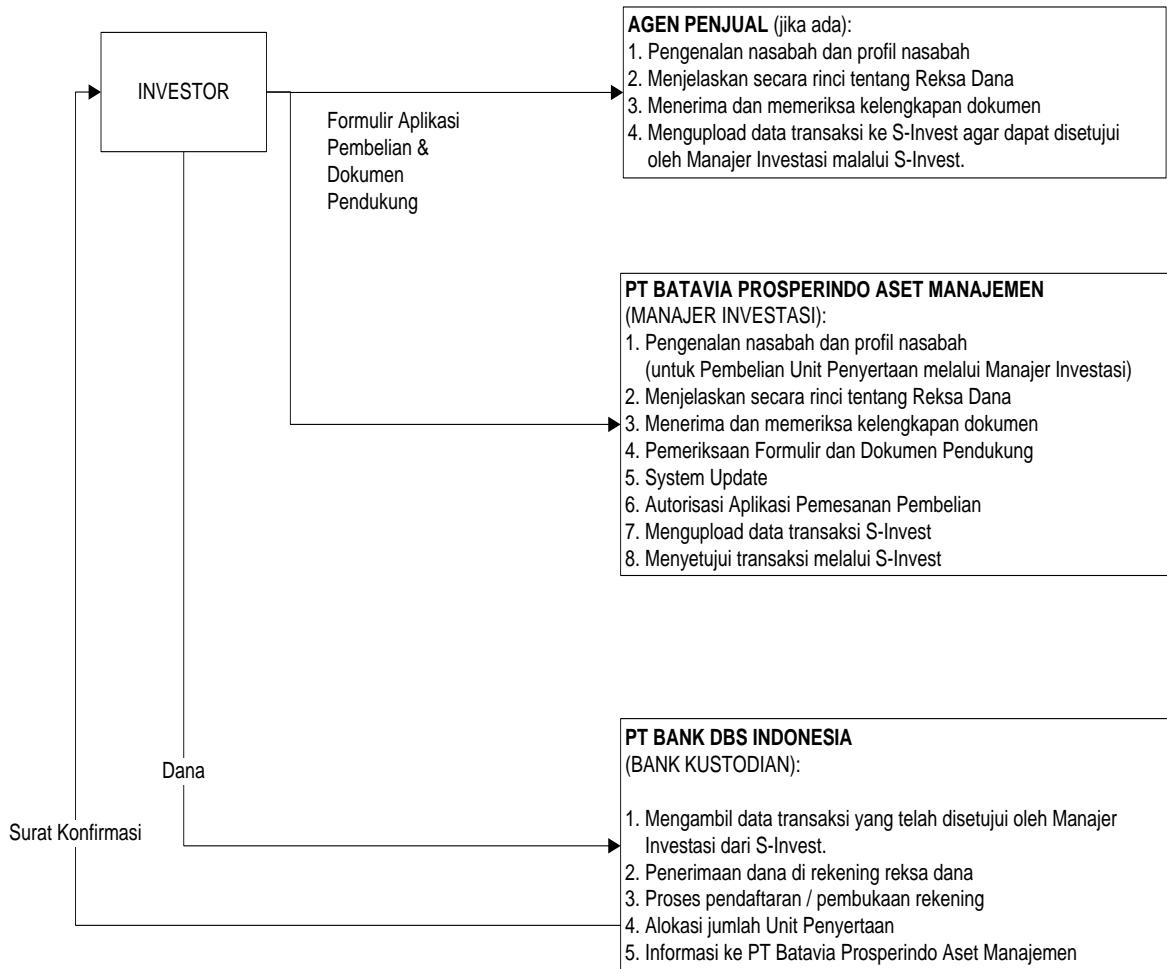 INVESTOR
Formulir Aplikasi
Pembelian &
Dokumen
Pendukung
AGEN PENJUAL (jika ada):
1. Pengenalan nasabah dan profil nasabah
2. Menjelaskan secara rinci tentang Reksa Dana
3. Menerima dan memeriksa kelengkapan dokumen
4. Mengupload data transaksi ke S-Invest agar dapat disetujui
oleh Manajer Investasi malalui S-Invest.
PT BATAVIA PROSPERINDO ASET MANAJEMEN
(MANAJER INVESTASI):
1. Pengenalan nasabah dan profil nasabah
(untuk Pembelian Unit Penyertaan melalui Manajer Investasi)
2. Menjelaskan secara rinci tentang Reksa Dana
3. Menerima dan memeriksa kelengkapan dokumen
4. Pemeriksaan Formulir dan Dokumen Pendukung
5. System Update
6. Autorisasi Aplikasi Pemesanan Pembelian
7. Mengupload data transaksi S-Invest
8. Menyetujui transaksi melalui S-Invest
Dana
Surat Konfirmasi
PT BANK DBS INDONESIA
(BANK KUSTODIAN):
1. Mengambil data transaksi yang telah disetujui oleh Manajer
Investasi dari S-Invest.
2. Penerimaan dana di rekening reksa dana
3. Proses pendaftaran / pembukaan rekening
4. Alokasi jumlah Unit Penyertaan
5. Informasi ke PT Batavia Prosperindo Aset Manajemen